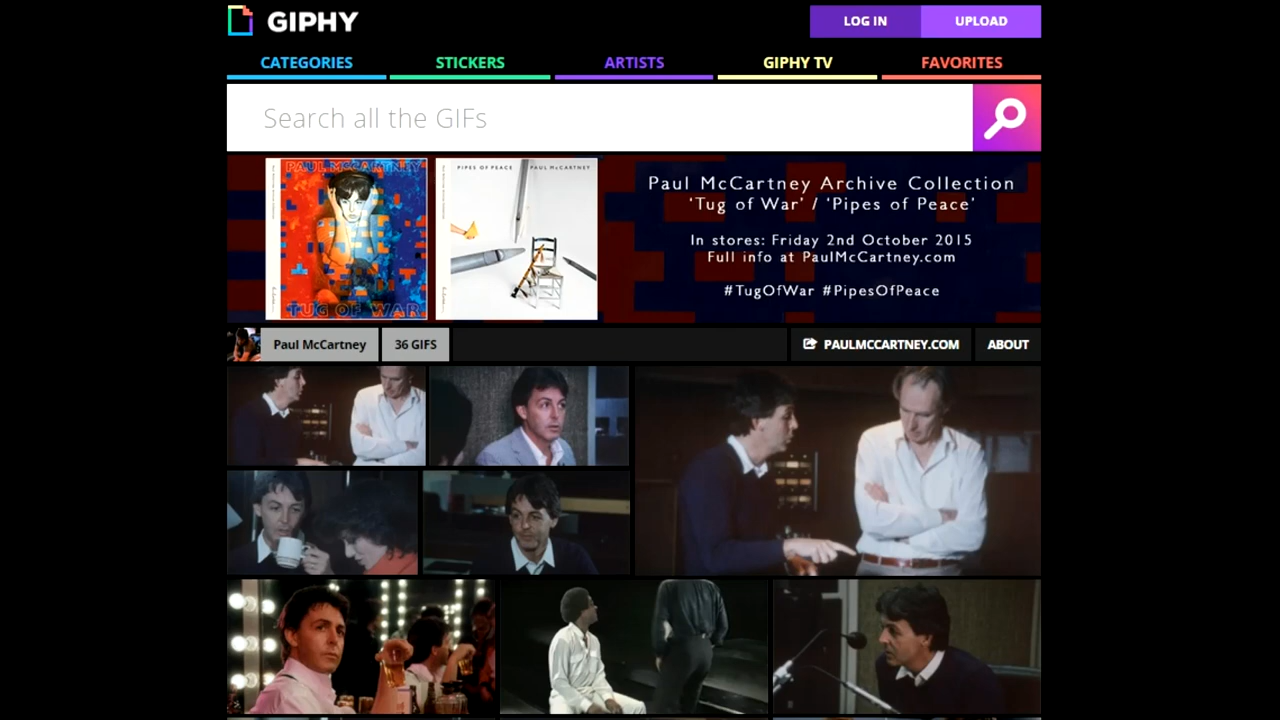 GIPHY
LOG IN
UPLOAD
CATEGORIES
STICKERS
ARTISTS
GIPHY TV
FAVORITES
Search all the GIFs
PAUL McCARTNEY
TUG OF WAR
PIPES OF PEACE
PAUL McCARTNEY
Paul McCartney Archive Collection
‘Tug of War’ / ‘Pipes of Peace’
In stores: Friday 2nd October 2015
Full info at PaulMcCartney.com
#TugOfWar #PipesOfPeace
Paul McCartney
36 GIFS
PAULMCCARTNEY.COM
ABOUT